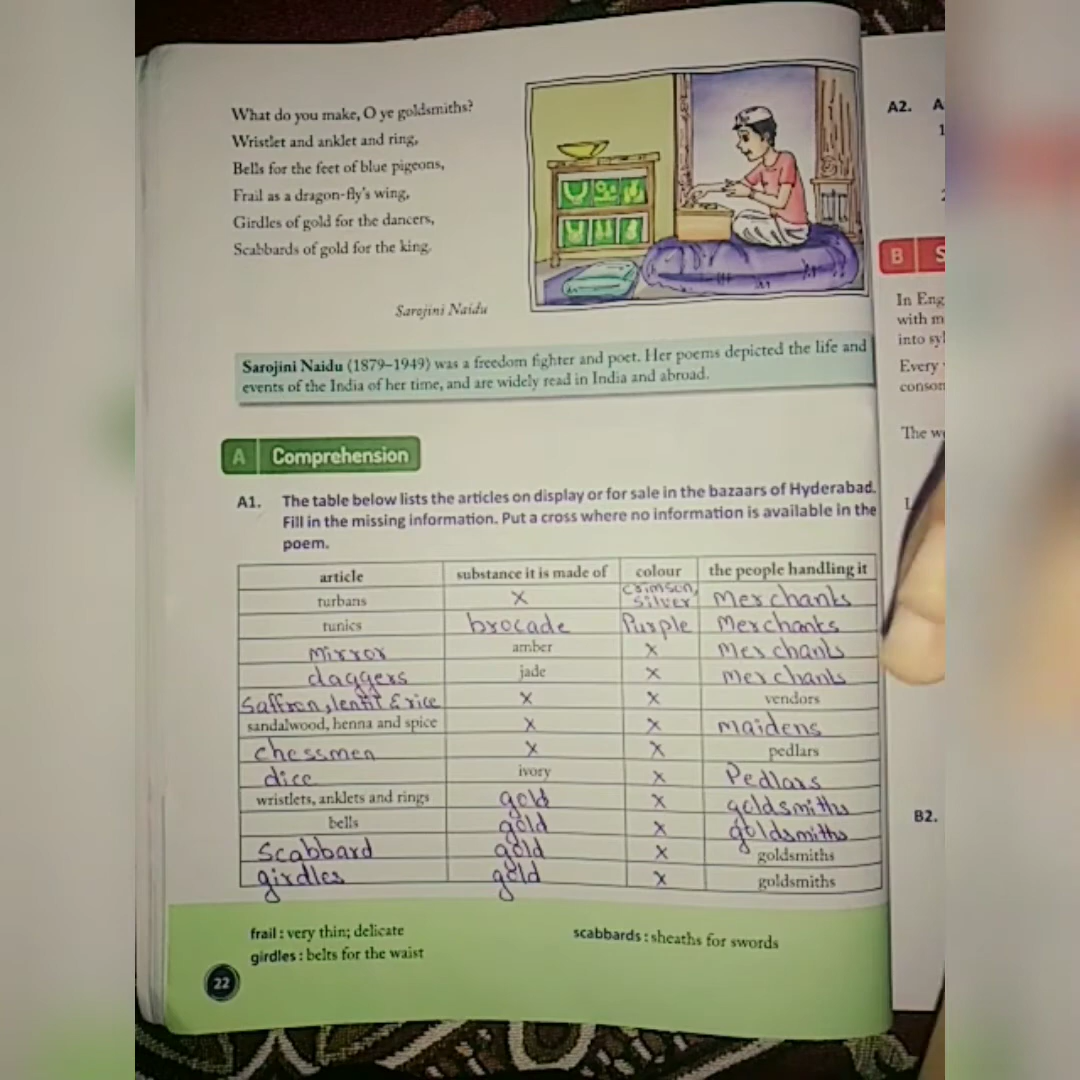 What do you make, O ye goldsmiths?
Wristlet and anklet and ring,
Bells for the feet of blue pigeons,
Frail as a dragon-fly's wing,
Girdles of gold for the dancers,
Scabbards of gold for the king.
Sarojini Naidu
Sarojini Naidu (1879–1949) was a freedom fighter and poet. Her poems depicted the life and
events of the India of her time, and are widely read in India and abroad.
A Comprehension
A1. The table below lists the articles on display or for sale in the bazaars of Hyderabad.
Fill in the missing information. Put a cross where no information is available in the
poem.
article substance it is made of colour the people handling it
turbans X crimson, silver Merchants
tunics brocade Purple Merchants
Mirror amber X Merchants
daggers jade X merchants
Saffron, lentil & rice X X vendors
sandalwood, henna and spice X X maidens
chessmen X X pedlars
dice ivory X Pedlars
wristlets, anklets and rings gold X goldsmiths
bells gold X goldsmiths
Scabbard gold X goldsmiths
girdles gold X goldsmiths
frail : very thin; delicate
girdles : belts for the waist
scabbards : sheaths for swords
22
A2. A
B S
In Eng
with m
into syl
Every
conson
The w
B2.